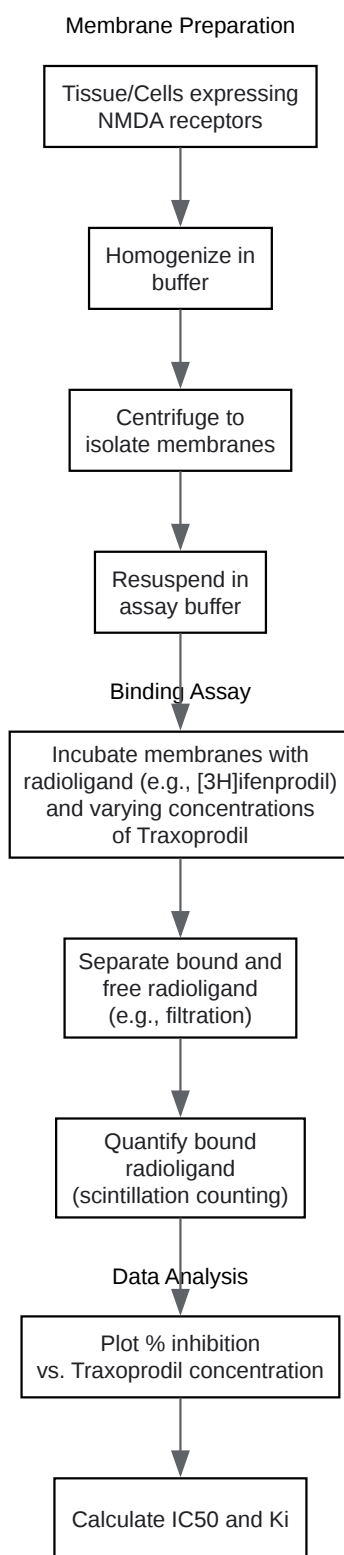 Membrane Preparation
Tissue/Cells expressing
NMDA receptors
Homogenize in
buffer
Centrifuge to
isolate membranes
Resuspend in
assay buffer
Binding Assay
Incubate membranes with
radioligand (e.g., [3H]ifenprodil)
and varying concentrations
of Traxoprodil
Separate bound and
free radioligand
(e.g., filtration)
Quantify bound
radioligand
(scintillation counting)
Data Analysis
Plot % inhibition
vs. Traxoprodil concentration
Calculate IC50 and Ki